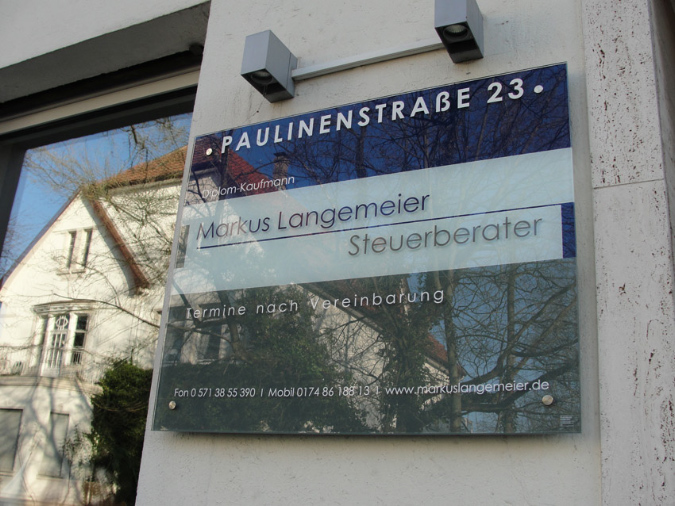 • PAULINENSTRAßE 23 •
Diplom-Kaufmann
Markus Langemeier
Steuerberater
Termine nach Vereinbarung
Fon 0 571 38 55 390 I Mobil 0174 86 188 13 I www.markuslangemeier.de